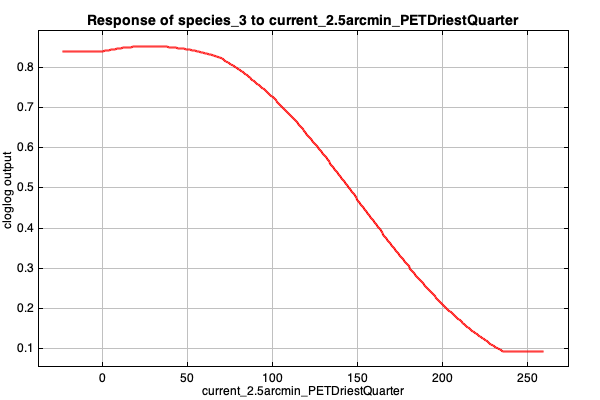 Response of species_3 to current_2.5arcmin_PETDriestQuarter
cloglog output
0.8
0.7
0.6
0.5
0.4
0.3
0.2
0.1
0 50 100 150 200 250
current_2.5arcmin_PETDriestQuarter